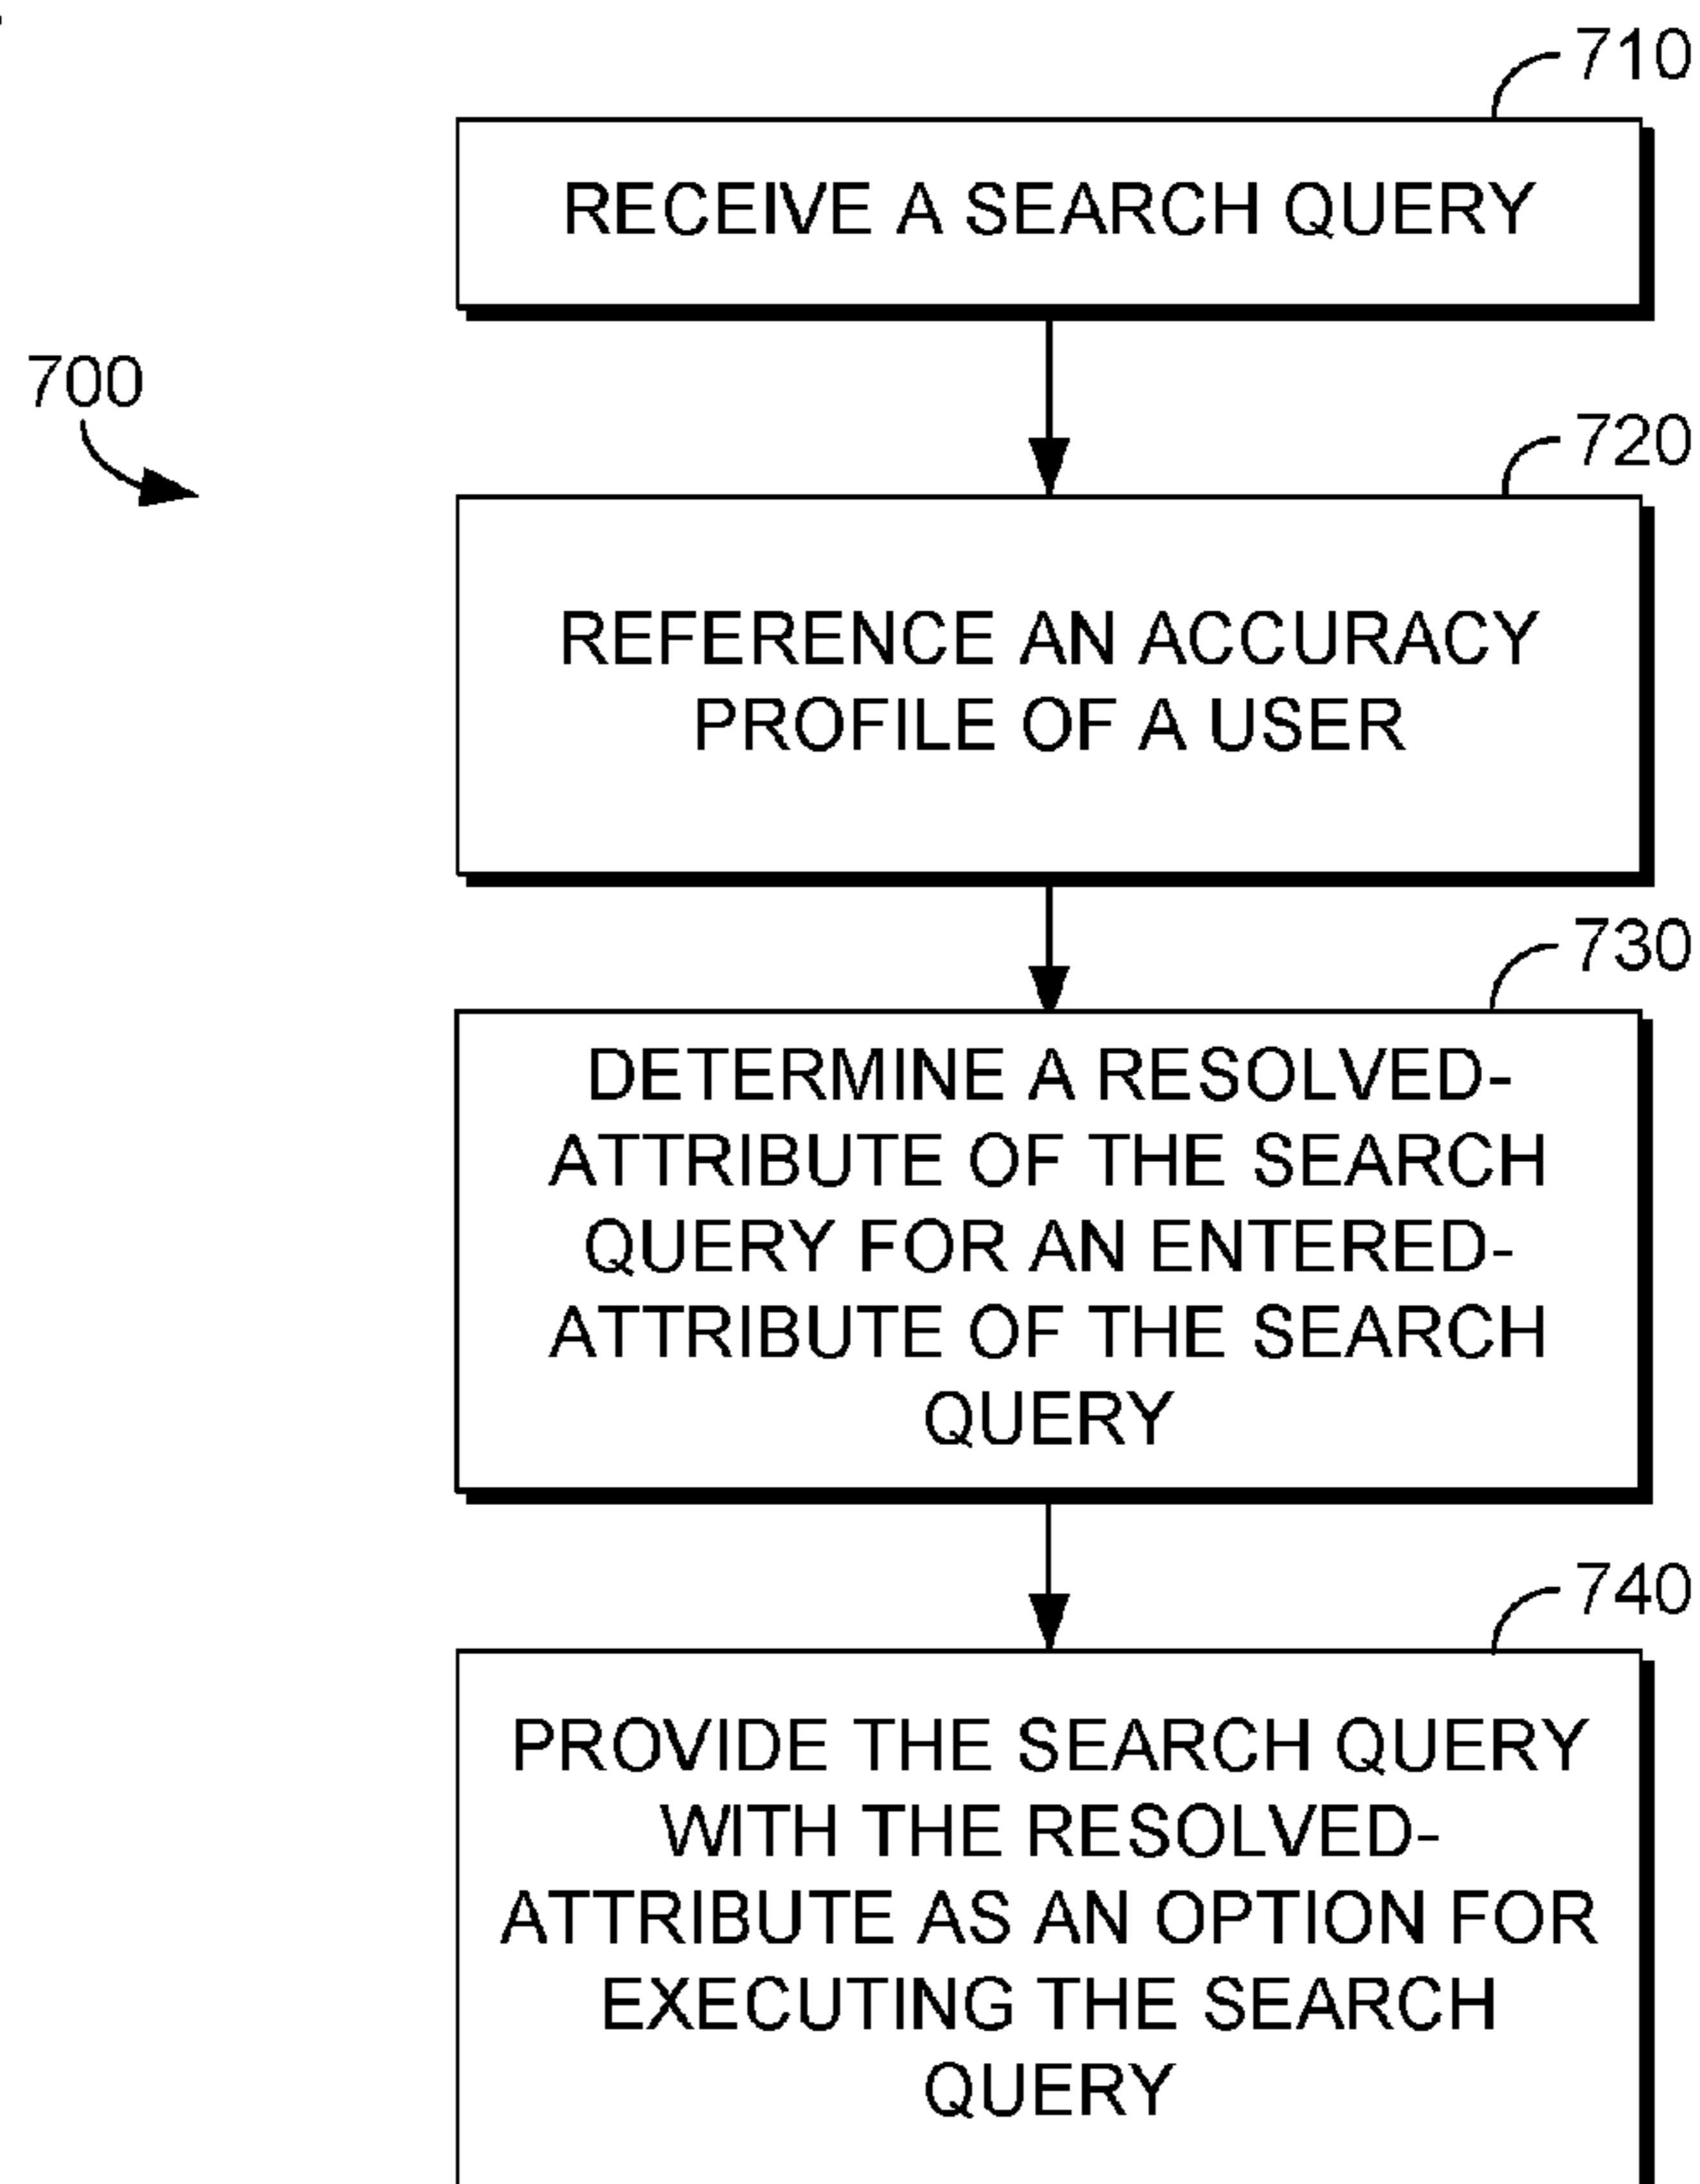 710
RECEIVE A SEARCH QUERY
700
720
REFERENCE AN ACCURACY
PROFILE OF A USER
730
DETERMINE A RESOLVED-
ATTRIBUTE OF THE SEARCH
QUERY FOR AN ENTERED-
ATTRIBUTE OF THE SEARCH
QUERY
740
PROVIDE THE SEARCH QUERY
WITH THE RESOLVED-
ATTRIBUTE AS AN OPTION FOR
EXECUTING THE SEARCH
QUERY